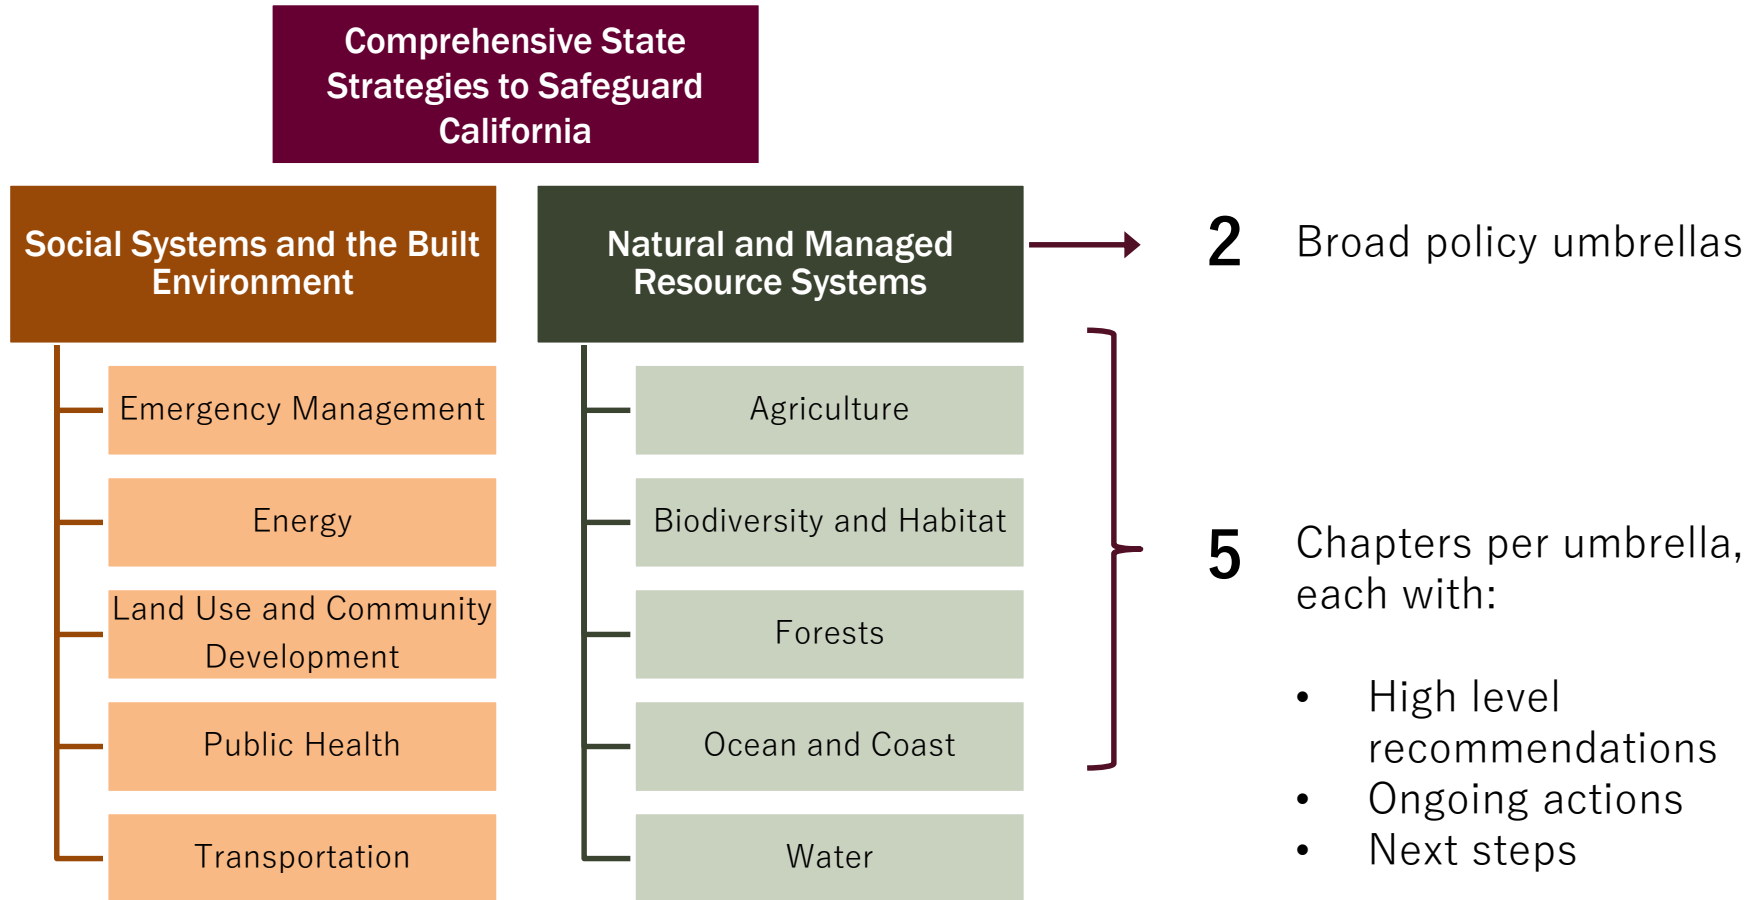 Comprehensive State
Strategies to Safeguard
California
Social Systems and the Built
Environment
Emergency Management
Energy
Land Use and Community
Development
Public Health
Transportation
Natural and Managed
Resource Systems
Agriculture
Biodiversity and Habitat
Forests
Ocean and Coast
Water
2 Broad policy umbrellas
5 Chapters per umbrella,
each with:
• High level
recommendations
• Ongoing actions
• Next steps